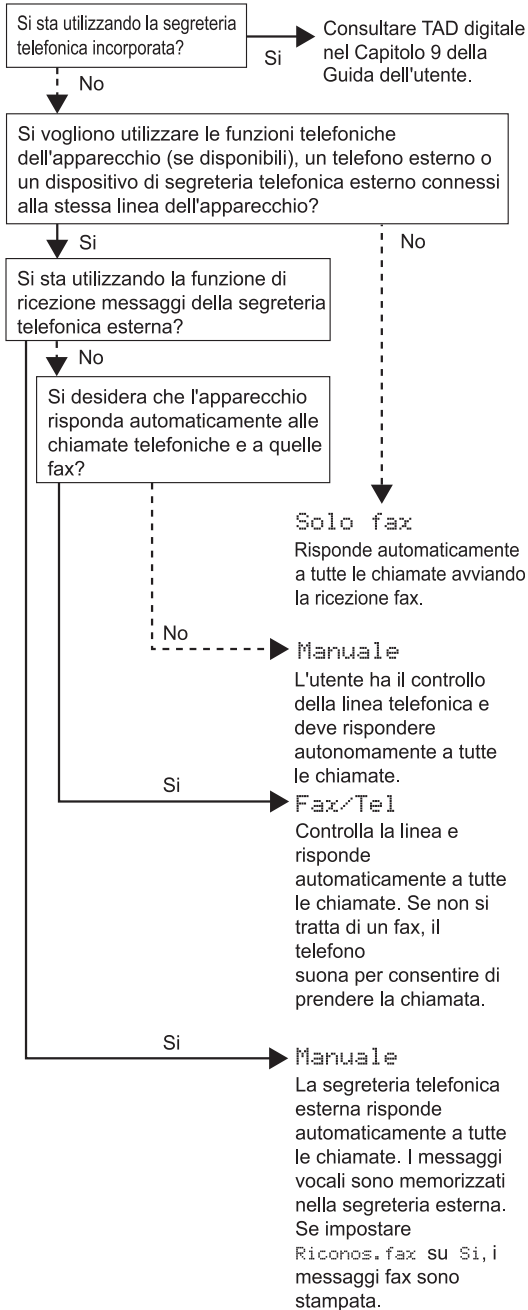 Si sta utilizzando la segreteria
telefonica incorporata?
Si
Consultare TAD digitale
nel Capitolo 9 della
Guida dell'utente.
No
Si vogliono utilizzare le funzioni telefoniche
dell'apparecchio (se disponibili), un telefono esterno o
un dispositivo di segreteria telefonica esterno connessi
alla stessa linea dell'apparecchio?
Si
No
Si sta utilizzando la funzione di
ricezione messaggi della segreteria
telefonica esterna?
No
Si desidera che l'apparecchio
risponda automaticamente alle
chiamate telefoniche e a quelle
fax?
Solo fax
Risponde automaticamente
a tutte le chiamate avviando
la ricezione fax.
No
Manuale
L'utente ha il controllo
della linea telefonica e
deve rispondere
autonomamente a tutte
le chiamate.
Si
Fax/Tel
Controlla la linea e
risponde
automaticamente a tutte
le chiamate. Se non si
tratta di un fax, il
telefono
suona per consentire di
prendere la chiamata.
Si
Manuale
La segreteria telefonica
esterna risponde
automaticamente a tutte
le chiamate. I messaggi
vocali sono memorizzati
nella segreteria esterna.
Se impostare
Riconos.fax su Si, i
messaggi fax sono
stampata.